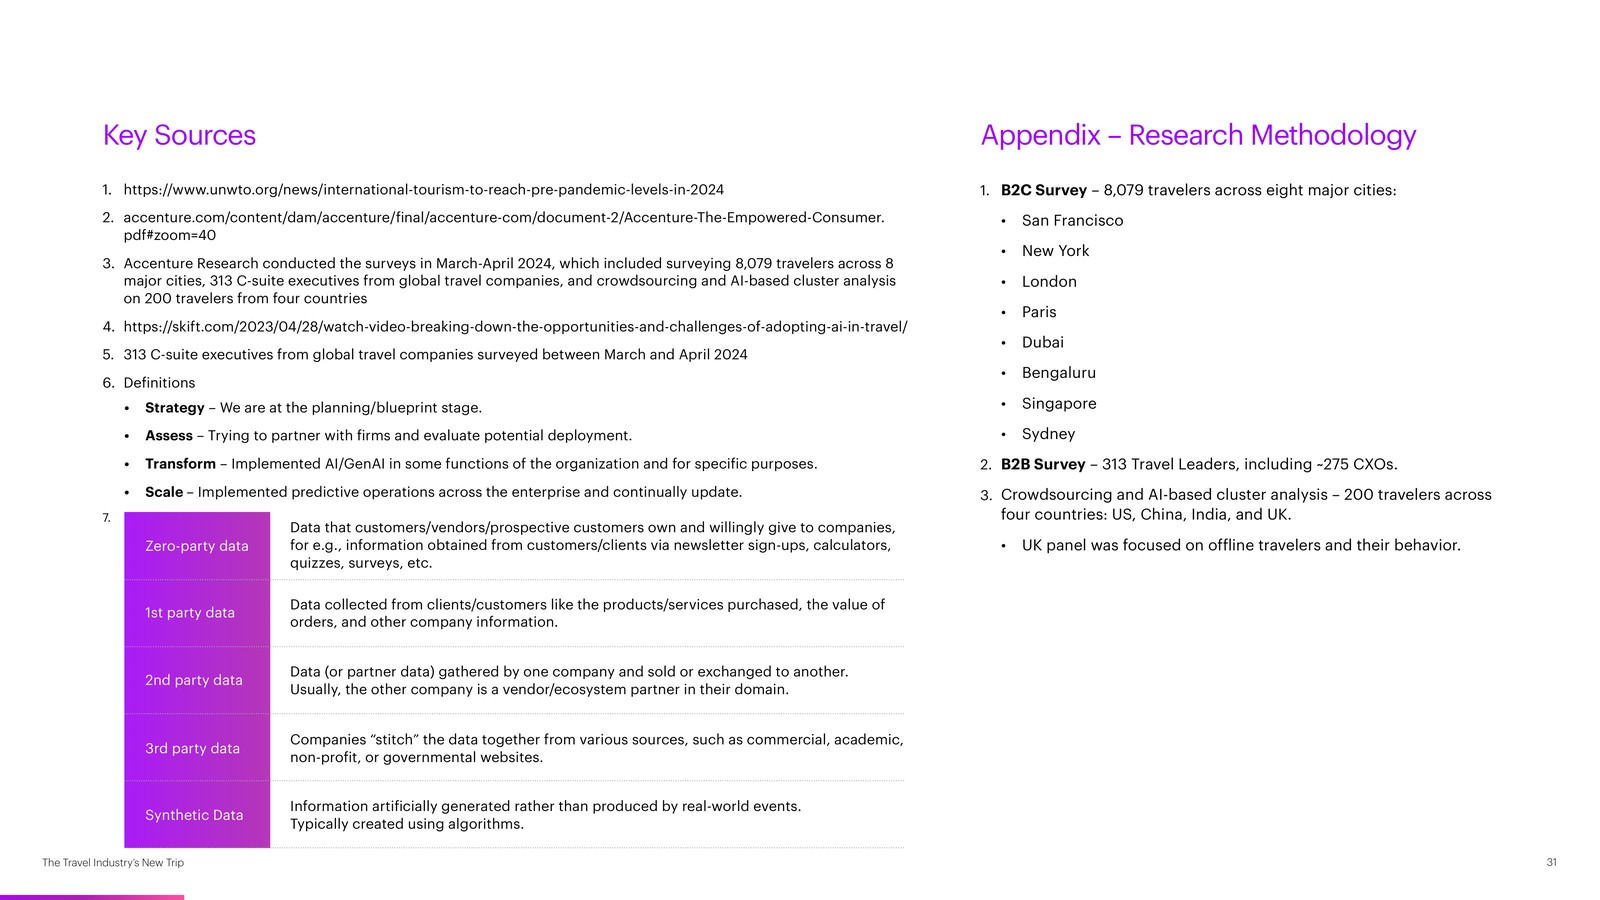 Key Sources
1. https://www.unwto.org/news/international-tourism-to-reach-pre-pandemic-levels-in-2024
2. accenture.com/content/dam/accenture/final/accenture-com/document-2/Accenture-The-Empowered-Consumer.
pdf#zoom=40
3. Accenture Research conducted the surveys in March-April 2024, which included surveying 8,079 travelers across 8
major cities, 313 C-suite executives from global travel companies, and crowdsourcing and AI-based cluster analysis
on 200 travelers from four countries
4. https://skift.com/2023/04/28/watch-video-breaking-down-the-opportunities-and-challenges-of-adopting-ai-in-travel/
5. 313 C-suite executives from global travel companies surveyed between March and April 2024
6. Definitions
• Strategy – We are at the planning/blueprint stage.
• Assess – Trying to partner with firms and evaluate potential deployment.
• Transform – Implemented AI/GenAI in some functions of the organization and for specific purposes.
• Scale – Implemented predictive operations across the enterprise and continually update.
7.
Zero-party data
Data that customers/vendors/prospective customers own and willingly give to companies,
for e.g., information obtained from customers/clients via newsletter sign-ups, calculators,
quizzes, surveys, etc.
1st party data
Data collected from clients/customers like the products/services purchased, the value of
orders, and other company information.
2nd party data
Data (or partner data) gathered by one company and sold or exchanged to another.
Usually, the other company is a vendor/ecosystem partner in their domain.
3rd party data
Companies “stitch” the data together from various sources, such as commercial, academic,
non-profit, or governmental websites.
Synthetic Data
Information artificially generated rather than produced by real-world events.
Typically created using algorithms.
Appendix – Research Methodology
1. B2C Survey – 8,079 travelers across eight major cities:
• San Francisco
• New York
• London
• Paris
• Dubai
• Bengaluru
• Singapore
• Sydney
2. B2B Survey – 313 Travel Leaders, including ~275 CXOs.
3. Crowdsourcing and AI-based cluster analysis – 200 travelers across
four countries: US, China, India, and UK.
• UK panel was focused on offline travelers and their behavior.
The Travel Industry’s New Trip
31